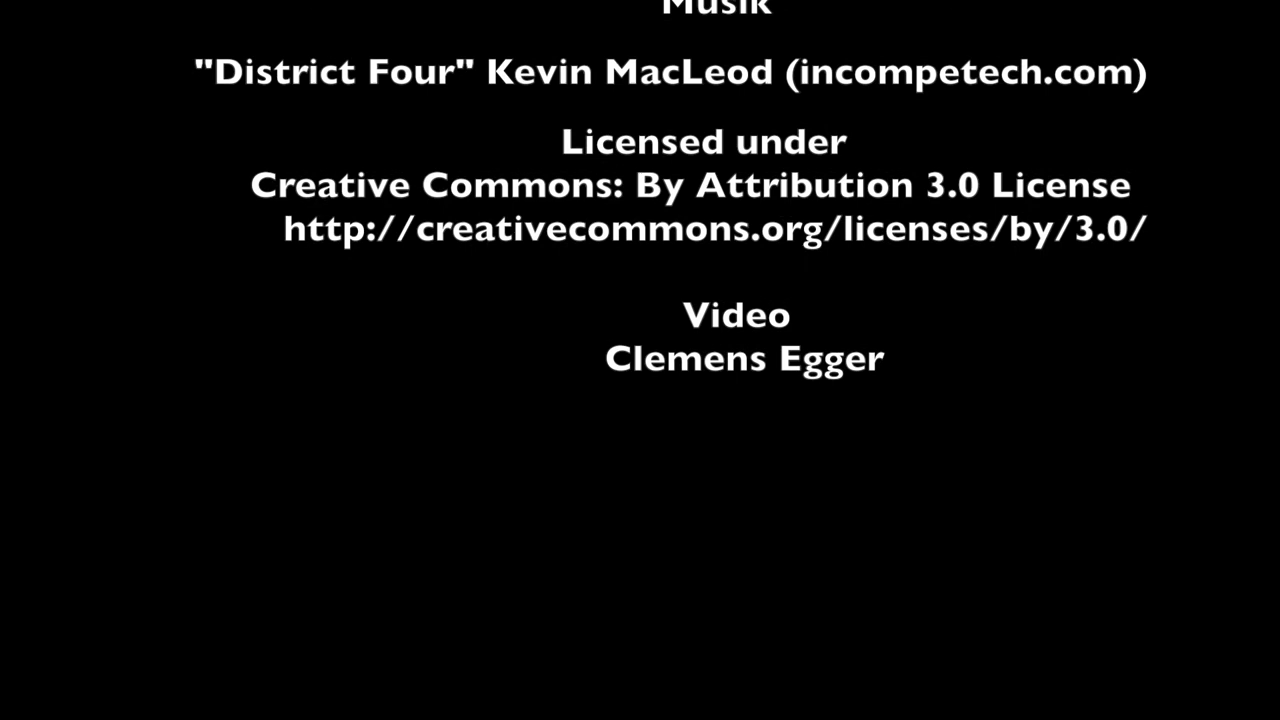 Musik
"District Four" Kevin MacLeod (incompetech.com)
Licensed under
Creative Commons: By Attribution 3.0 License
http://creativecommons.org/licenses/by/3.0/
Video
Clemens Egger